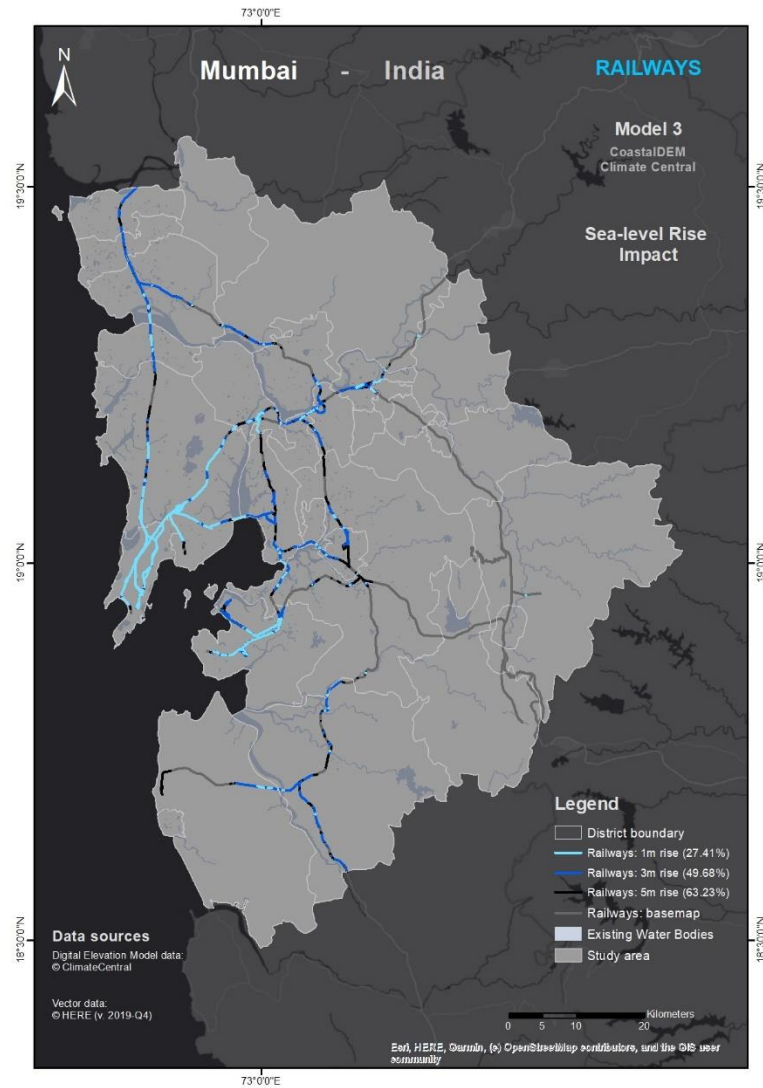 73°0'0"E
N
Mumbai - India
RAILWAYS
Model 3
CoastalDEM
Climate Central
19°30'0"N
19°30'0"N
Sea-level Rise
Impact
19°0'0"N
19°0'0"N
Legend
District boundary
Railways: 1m rise (27.41%)
Railways: 3m rise (49.68%)
Railways: 5m rise (63.23%)
Railways: basemap
Existing Water Bodies
Study area
18°30'0"N
18°30'0"N
Data sources
Digital Elevation Model data:
© ClimateCentral
Vector data:
© HERE (v. 2019-Q4)
Kilometers
0 5 10 20
Esri, HERE, Garmin, (c) OpenStreetMap contributors, and the GIS user
community
73°0'0"E